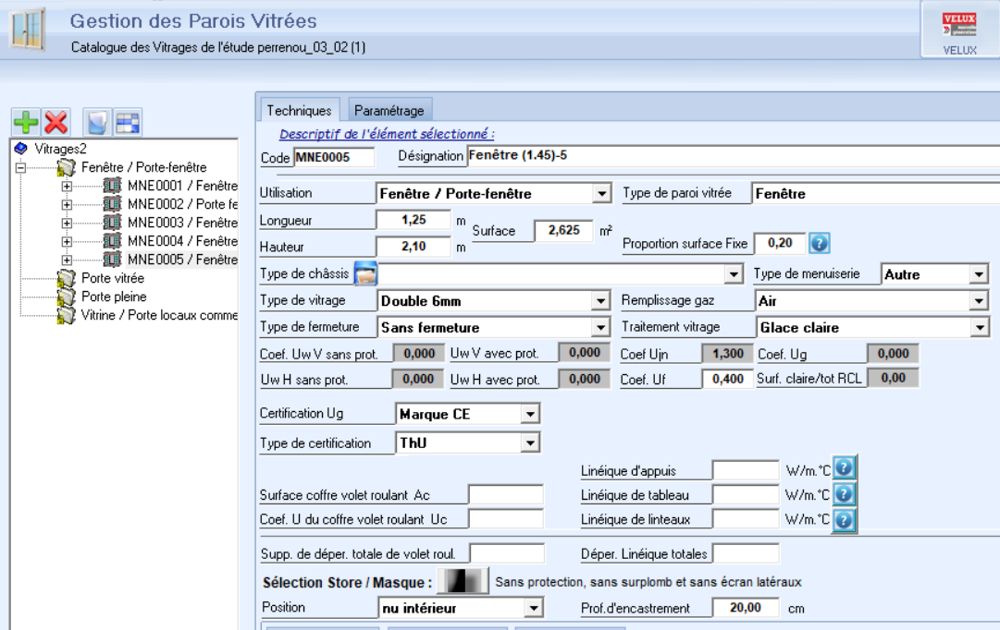 Gestion des Parois Vitrées
Catalogue des Vitrages de l'étude perrenou_03_02 (1)
VELUX
VELUX
Techniques
Paramétrage
Descriptif de l'élément sélectionné :
Code MNE0005 Désignation Fenêtre (1.45)-5
Vitrages2
Fenêtre / Porte-fenêtre
MNE0001 / Fenêtre
MNE0002 / Porte fe
MNE0003 / Fenêtre
MNE0004 / Fenêtre
MNE0005 / Fenêtre
Porte vitrée
Porte pleine
Vitrine / Porte locaux comme
Utilisation Fenêtre / Porte-fenêtre Type de paroi vitrée Fenêtre
Longueur 1,25 m Surface 2,625 m²
Hauteur 2,10 m Proportion surface Fixe 0,20 ?
Type de châssis Type de menuiserie Autre
Type de vitrage Double 6mm Remplissage gaz Air
Type de fermeture Sans fermeture Traitement vitrage Glace claire
Coef. Uw V sans prot. 0,000 Uw V avec prot. 0,000 Coef Ujn 1,300 Coef. Ug 0,000
Uw H sans prot. 0,000 Uw H avec prot. 0,000 Coef. Uf 0,400 Surf. claire/tot RCL 0,00
Certification Ug Marque CE
Type de certification ThU
Linéique d'appuis W/m.°C ?
Surface coffre volet roulant Ac Linéique de tableau W/m.°C ?
Coef. U du coffre volet roulant Uc Linéique de linteaux W/m.°C ?
Supp. de déper. totale de volet roul. Déper. Linéique totales
Sélection Store / Masque : Sans protection, sans surplomb et sans écran latéraux
Position nu intérieur Prof.d'encastrement 20,00 cm